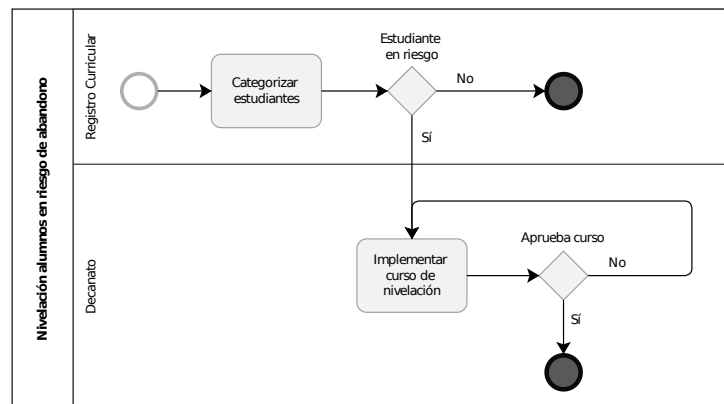 Nivelación alumnos en riesgo de abandono
Registro Curricular
Categorizar
estudiantes
Estudiante
en riesgo
No
Sí
Decanato
Implementar
curso de
nivelación
Aprueba curso
No
Sí